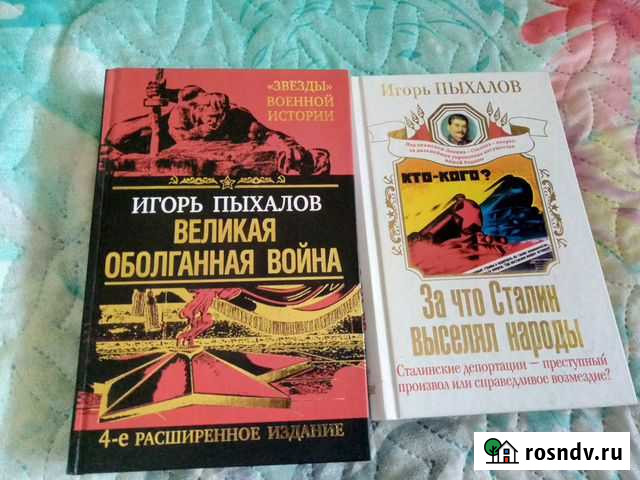 «ЗВЕЗДЫ»
ВОЕННОЙ
ИСТОРИИ
ИГОРЬ ПЫХАЛОВ
ВЕЛИКАЯ
ОБОЛГАННАЯ ВОЙНА
4-е РАСШИРЕННОЕ ИЗДАНИЕ
Игорь ПЫХАЛОВ
КТО-КОГО?
За что Сталин
выселял народы
Сталинские депортации — преступный
произвол или справедливое возмездие?
rosndv.ru